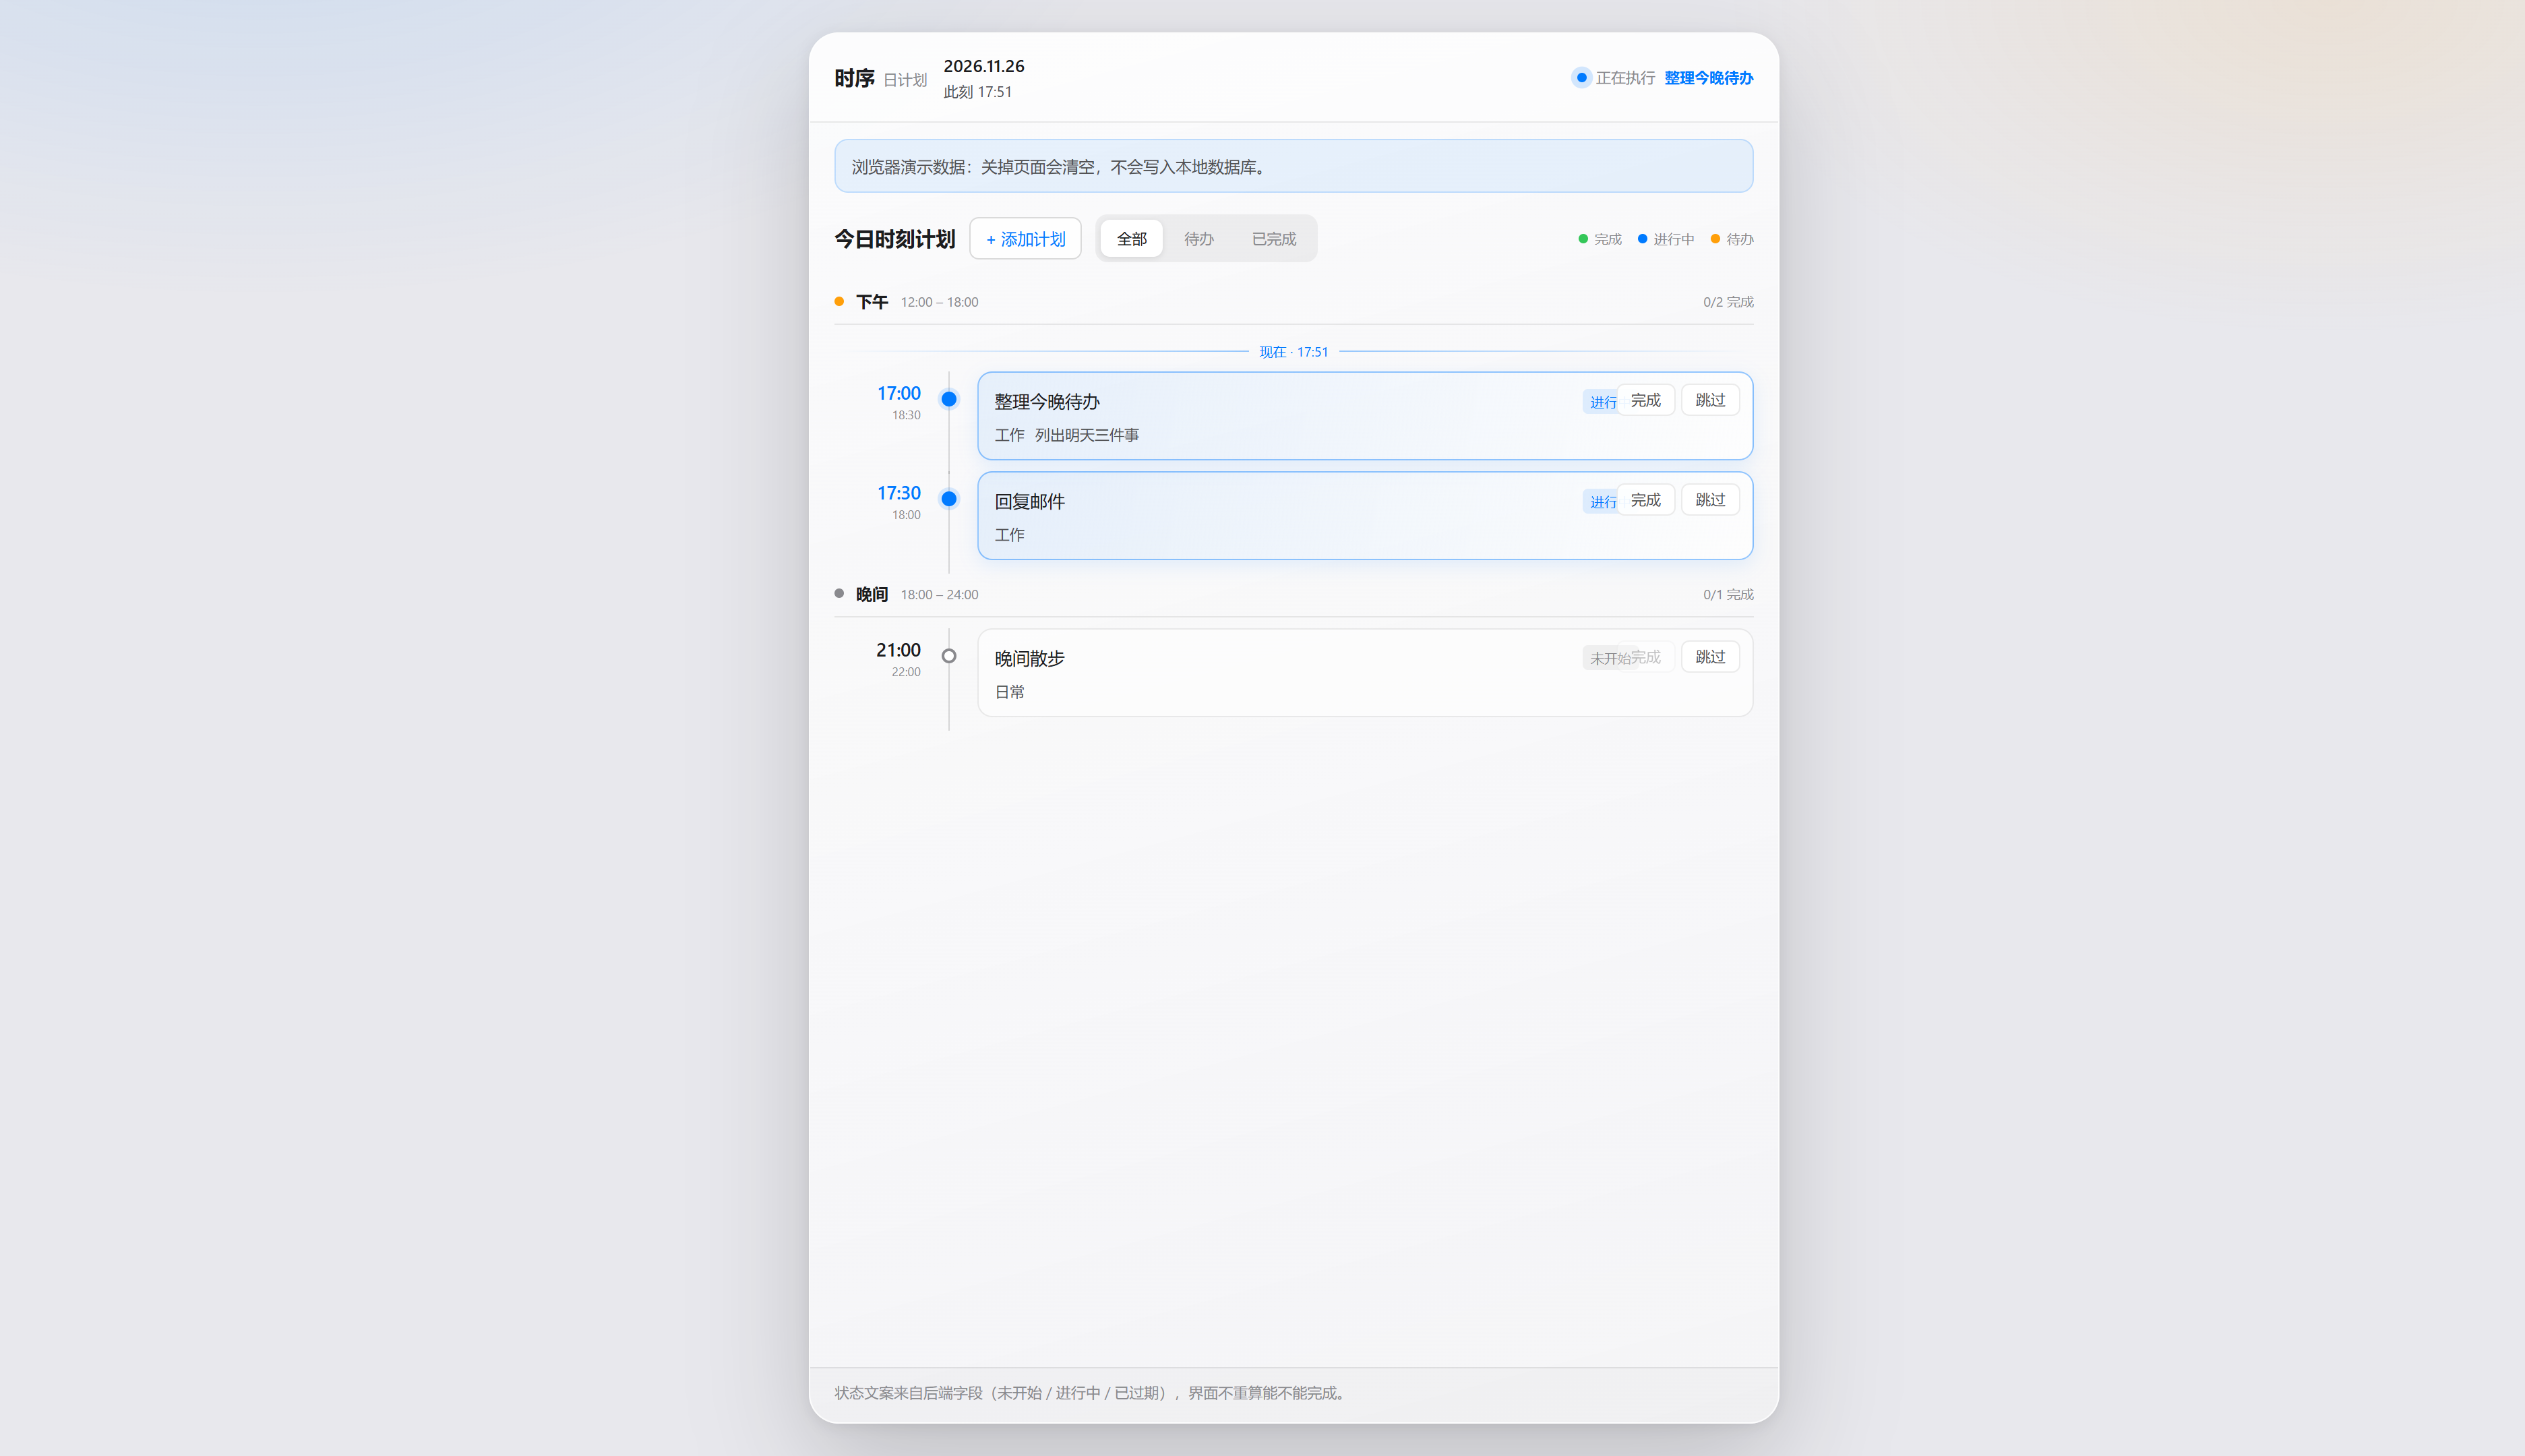 时序 日计划
2026.11.26
此刻 17:51
正在执行 整理今晚待办
浏览器演示数据：关掉页面会清空，不会写入本地数据库。
今日时刻计划
+ 添加计划
全部 待办 已完成
完成 进行中 待办
下午 12:00 – 18:00
0/2 完成
现在 · 17:51
17:00
18:30
整理今晚待办
进行 完成 跳过
工作 列出明天三件事
17:30
18:00
回复邮件
进行 完成 跳过
工作
晚间 18:00 – 24:00
0/1 完成
21:00
22:00
晚间散步
未开始 完成 跳过
日常
状态文案来自后端字段（未开始 / 进行中 / 已过期），界面不重算能不能完成。